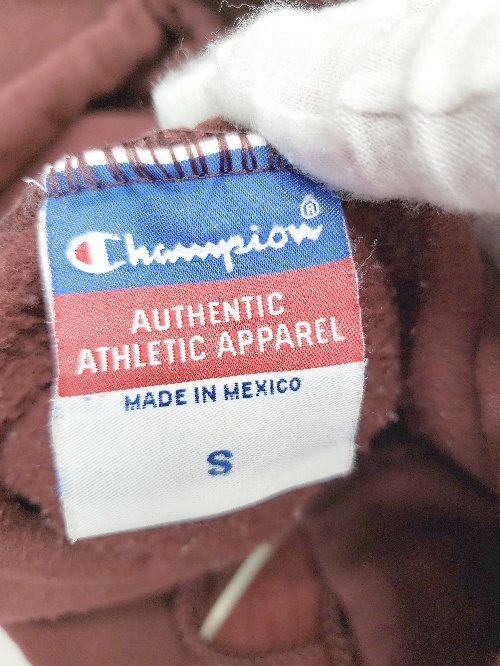 Champion®
AUTHENTIC
ATHLETIC APPAREL
MADE IN MEXICO
S